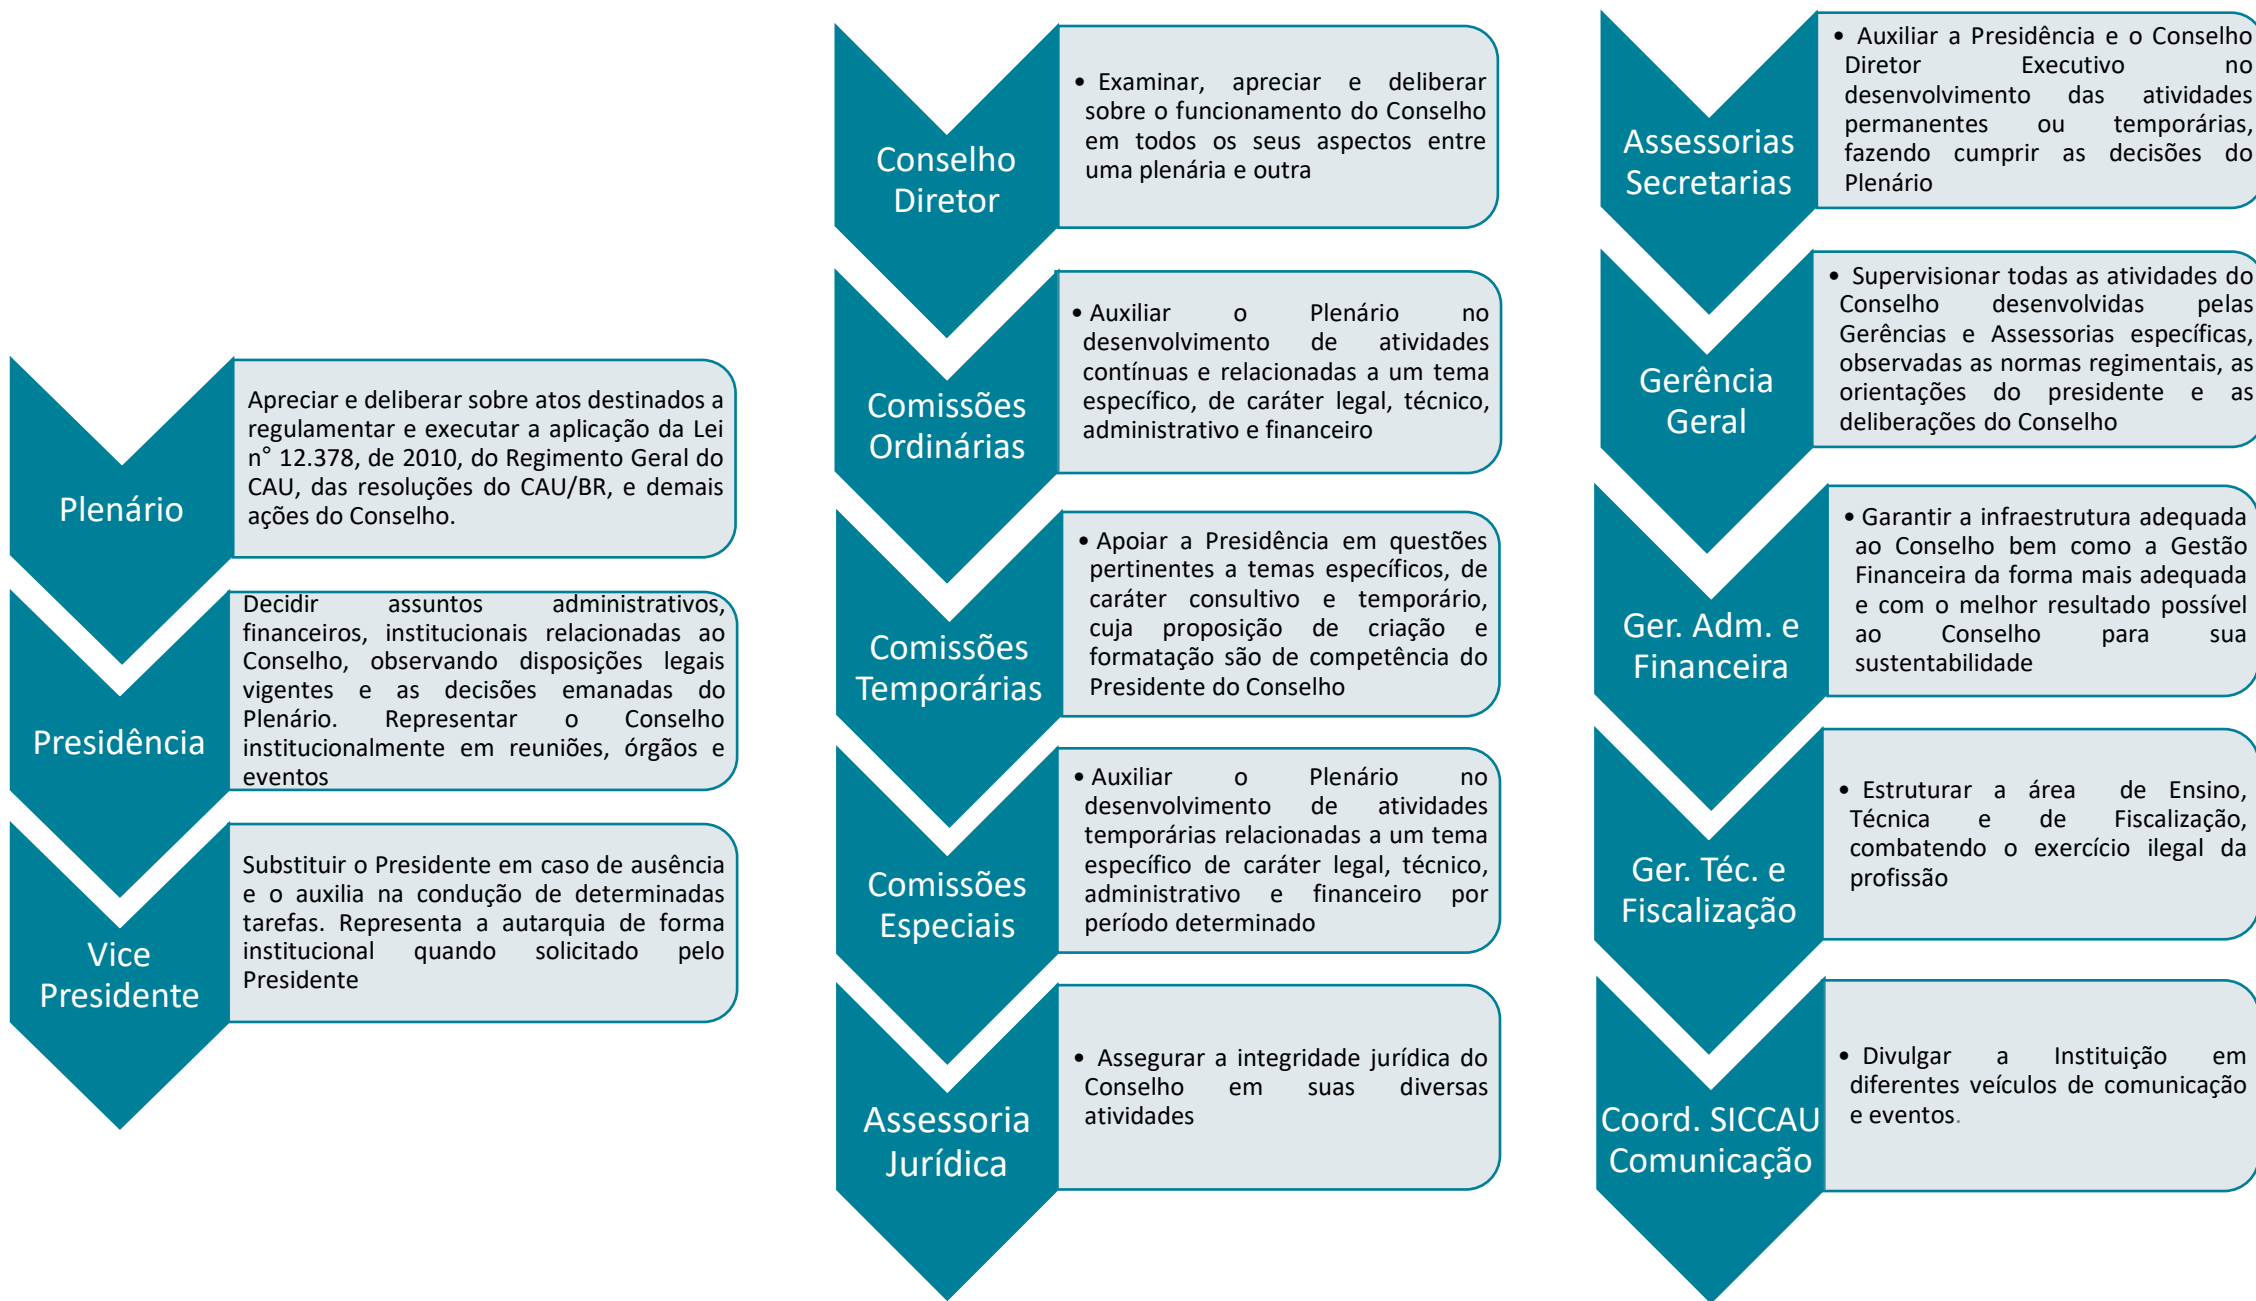 Plenário
Apreciar e deliberar sobre atos destinados a
regulamentar e executar a aplicação da Lei
n° 12.378, de 2010, do Regimento Geral do
CAU, das resoluções do CAU/BR, e demais
ações do Conselho.
Presidência
Decidir assuntos administrativos,
financeiros, institucionais relacionadas ao
Conselho, observando disposições legais
vigentes e as decisões emanadas do
Plenário. Representar o Conselho
institucionalmente em reuniões, órgãos e
eventos
Vice
Presidente
Substituir o Presidente em caso de ausência
e o auxilia na condução de determinadas
tarefas. Representa a autarquia de forma
institucional quando solicitado pelo
Presidente
Conselho
Diretor
• Examinar, apreciar e deliberar
sobre o funcionamento do Conselho
em todos os seus aspectos entre
uma plenária e outra
Comissões
Ordinárias
• Auxiliar o Plenário no
desenvolvimento de atividades
contínuas e relacionadas a um tema
específico, de caráter legal, técnico,
administrativo e financeiro
Comissões
Temporárias
• Apoiar a Presidência em questões
pertinentes a temas específicos, de
caráter consultivo e temporário,
cuja proposição de criação e
formatação são de competência do
Presidente do Conselho
Comissões
Especiais
• Auxiliar o Plenário no
desenvolvimento de atividades
temporárias relacionadas a um tema
específico de caráter legal, técnico,
administrativo e financeiro por
período determinado
Assessoria
Jurídica
• Assegurar a integridade jurídica do
Conselho em suas diversas
atividades
Assessorias
Secretarias
• Auxiliar a Presidência e o Conselho
Diretor Executivo no
desenvolvimento das atividades
permanentes ou temporárias,
fazendo cumprir as decisões do
Plenário
Gerência
Geral
• Supervisionar todas as atividades do
Conselho desenvolvidas pelas
Gerências e Assessorias específicas,
observadas as normas regimentais, as
orientações do presidente e as
deliberações do Conselho
Ger. Adm. e
Financeira
• Garantir a infraestrutura adequada
ao Conselho bem como a Gestão
Financeira da forma mais adequada
e com o melhor resultado possível
ao Conselho para sua
sustentabilidade
Ger. Téc. e
Fiscalização
• Estruturar a área de Ensino,
Técnica e de Fiscalização,
combatendo o exercício ilegal da
profissão
Coord. SICCAU
Comunicação
• Divulgar a Instituição em
diferentes veículos de comunicação
e eventos.